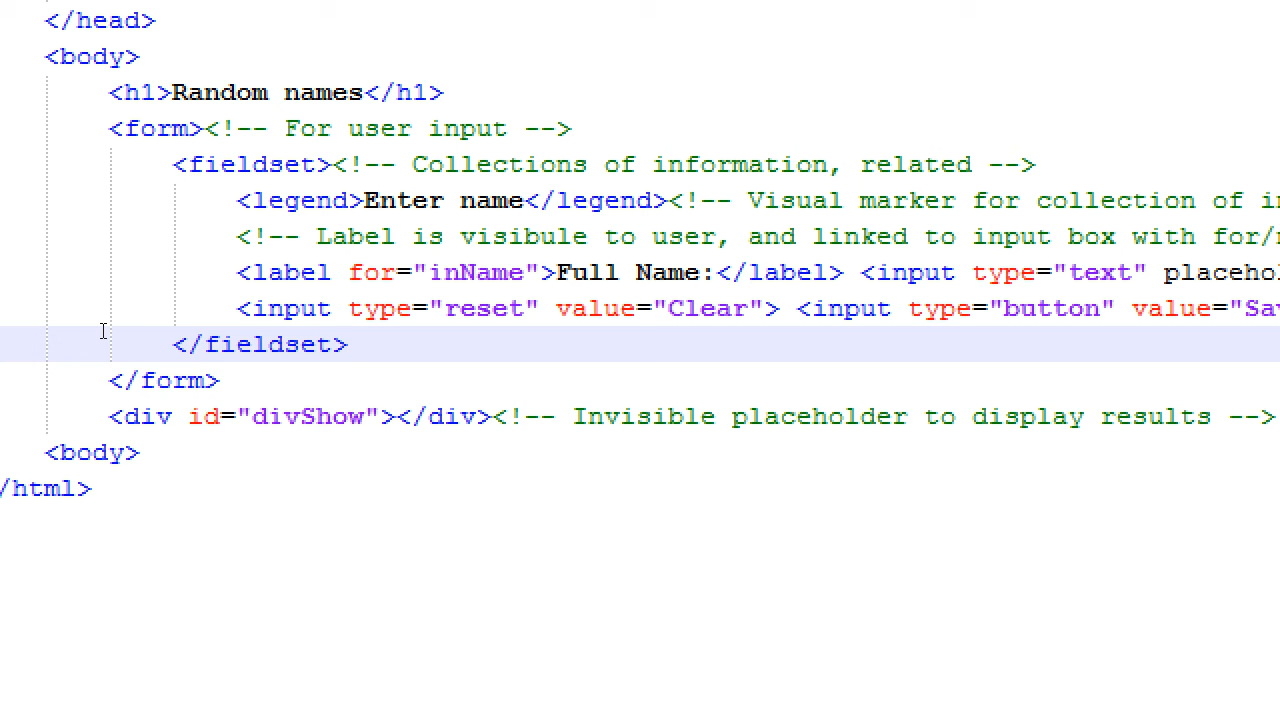 </head>
<body>
<h1>Random names</h1>
<form><!-- For user input -->
<fieldset><!-- Collections of information, related -->
<legend>Enter name</legend><!-- Visual marker for collection of
<!-- Label is visibule to user, and linked to input box with for/
<label for="inName">Full Name:</label> <input type="text" placehol
<input type="reset" value="Clear"> <input type="button" value="Sav
</fieldset>
</form>
<div id="divShow"></div><!-- Invisible placeholder to display results -->
<body>
/html>